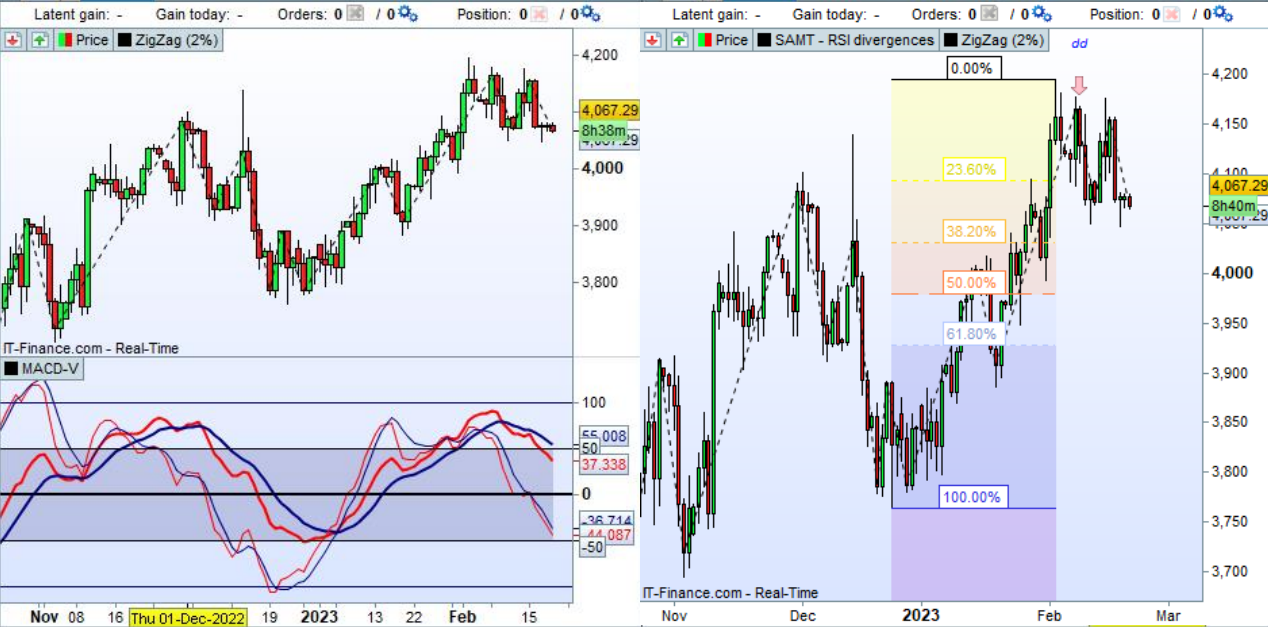 Latent gain: - Gain today: - Orders: 0 / 0 Position: 0 / 0
Price ZigZag (2%)
4,200
4,067.29
8h38m
4,000
3,900
3,800
IT-Finance.com - Real-Time
MACD-V
100
55.008
50
37.338
0
-36.714
-44.087
-50
Nov 08 16 Thu 01-Dec-2022 19 2023 13 22 Feb 15
Latent gain: - Gain today: - Orders: 0 / 0 Position: 0 / 0
Price SAMT - RSI divergences ZigZag (2%)
dd
0.00%
23.60%
38.20%
50.00%
61.80%
100.00%
4,200
4,150
4,100
4,067.29
8h40m
4,000
3,950
3,900
3,850
3,800
3,750
3,700
IT-Finance.com - Real-Time
Nov Dec 2023 Feb Mar